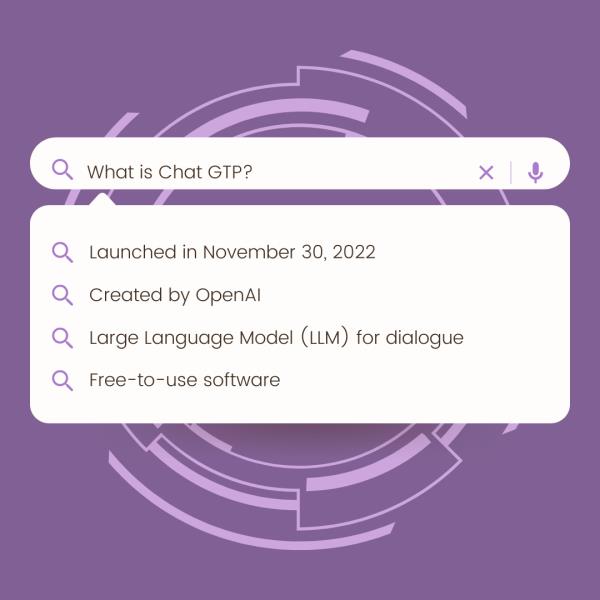 What is Chat GTP?
Launched in November 30, 2022
Created by OpenAI
Large Language Model (LLM) for dialogue
Free-to-use software